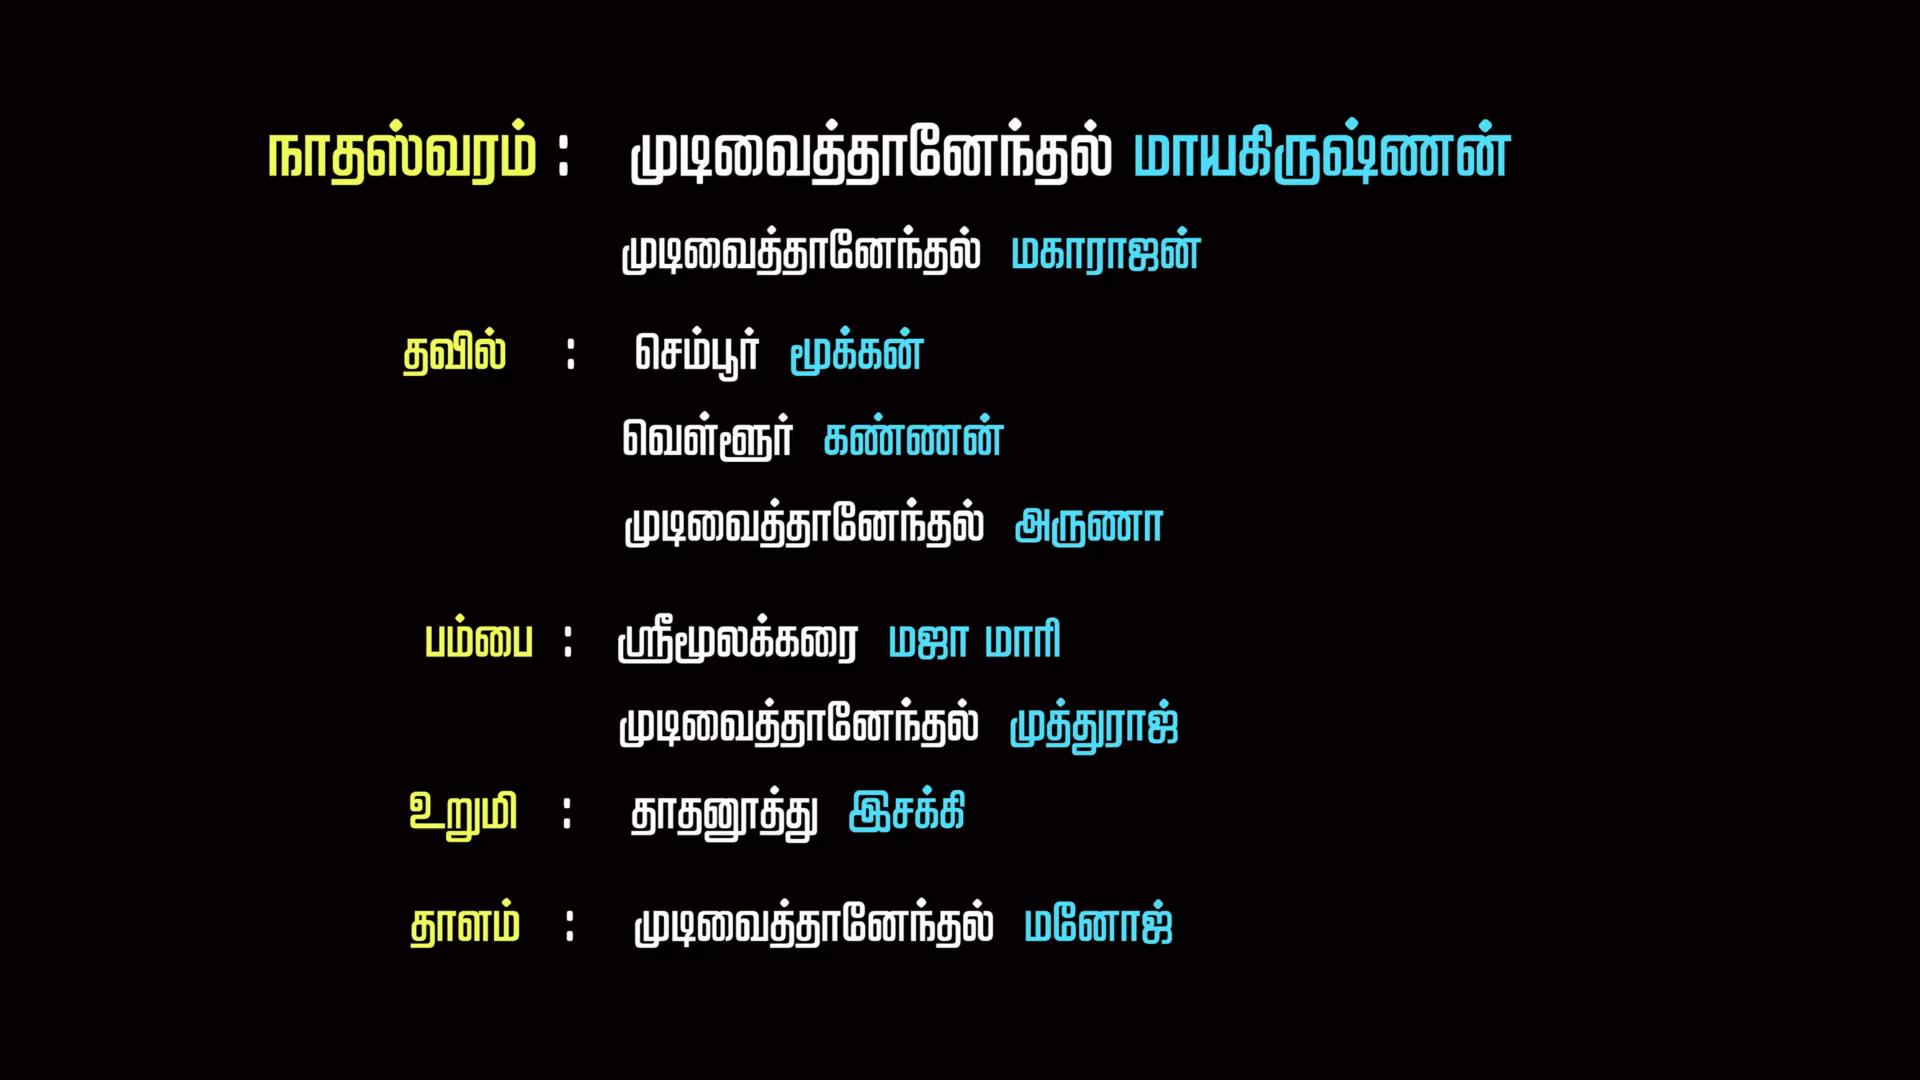 நாதஸ்வரம் : முடிவைத்தானேந்தல் மாயகிருஷ்ணன்
முடிவைத்தானேந்தல் மகாராஜன்
தவில் : செம்பூர் மூக்கன்
வெள்ளூர் கண்ணன்
முடிவைத்தானேந்தல் அருணா
பம்பை : ஸ்ரீமூலக்கரை மஜா மாரி
முடிவைத்தானேந்தல் முத்துராஜ்
உறுமி : தாதனூத்து இசக்கி
தாளம் : முடிவைத்தானேந்தல் மனோஜ்